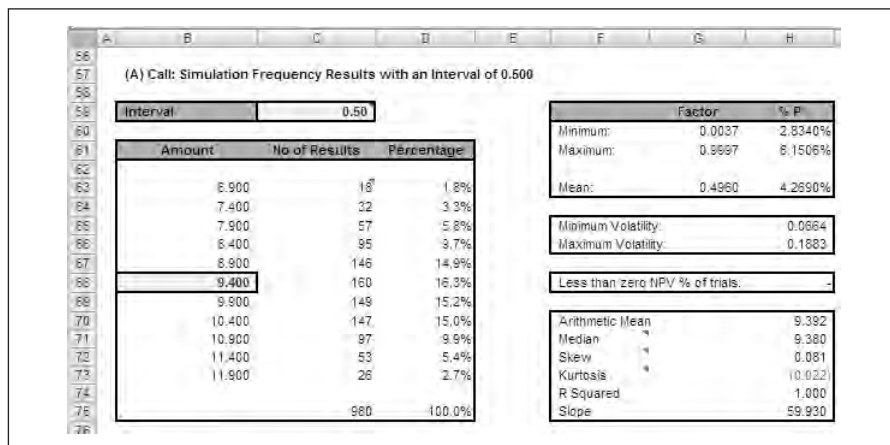 A B C D E F G H
56
57 (A) Call: Simulation Frequency Results with an Interval of 0.500
58
59 Interval 0.50 Factor % P
60 Minimum: 0.0037 2.8340%
61 Amount No of Results Percentage Maximum: 0.9997 6.1506%
62
63 6.900 18 1.8% Mean: 0.4960 4.2690%
64 7.400 32 3.3%
65 7.900 57 5.8% Minimum Volatility: 0.0664
66 8.400 95 9.7% Maximum Volatility: 0.1883
67 8.900 146 14.9%
68 9.400 160 16.3% Less than zero NPV % of trials: -
69 9.900 149 15.2%
70 10.400 147 15.0% Arithmetic Mean 9.392
71 10.900 97 9.9% Median 9.380
72 11.400 53 5.4% Skew 0.081
73 11.900 26 2.7% Kurtosis (0.022)
74 R Squared 1.000
75 980 100.0% Slope 59.930
76